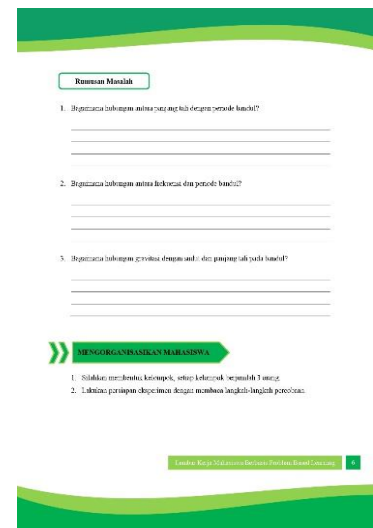 Rumusan Masalah
1. Bagaimana hubungan antara panjang tali dengan periode bandul?
2. Bagaimana hubungan antara frekuensi dan periode bandul?
3. Bagaimana hubungan gravitasi dengan sudut dan panjang tali pada bandul?
MENGORGANISASIKAN MAHASISWA
1. Silahkan membentuk kelompok, setiap kelompok berjumlah 3 orang.
2. Lakukan persiapan eksperimen dengan membaca langkah-langkah percobaan.
Lembar Kerja Mahasiswa Berbasis Problem Based Learning 6